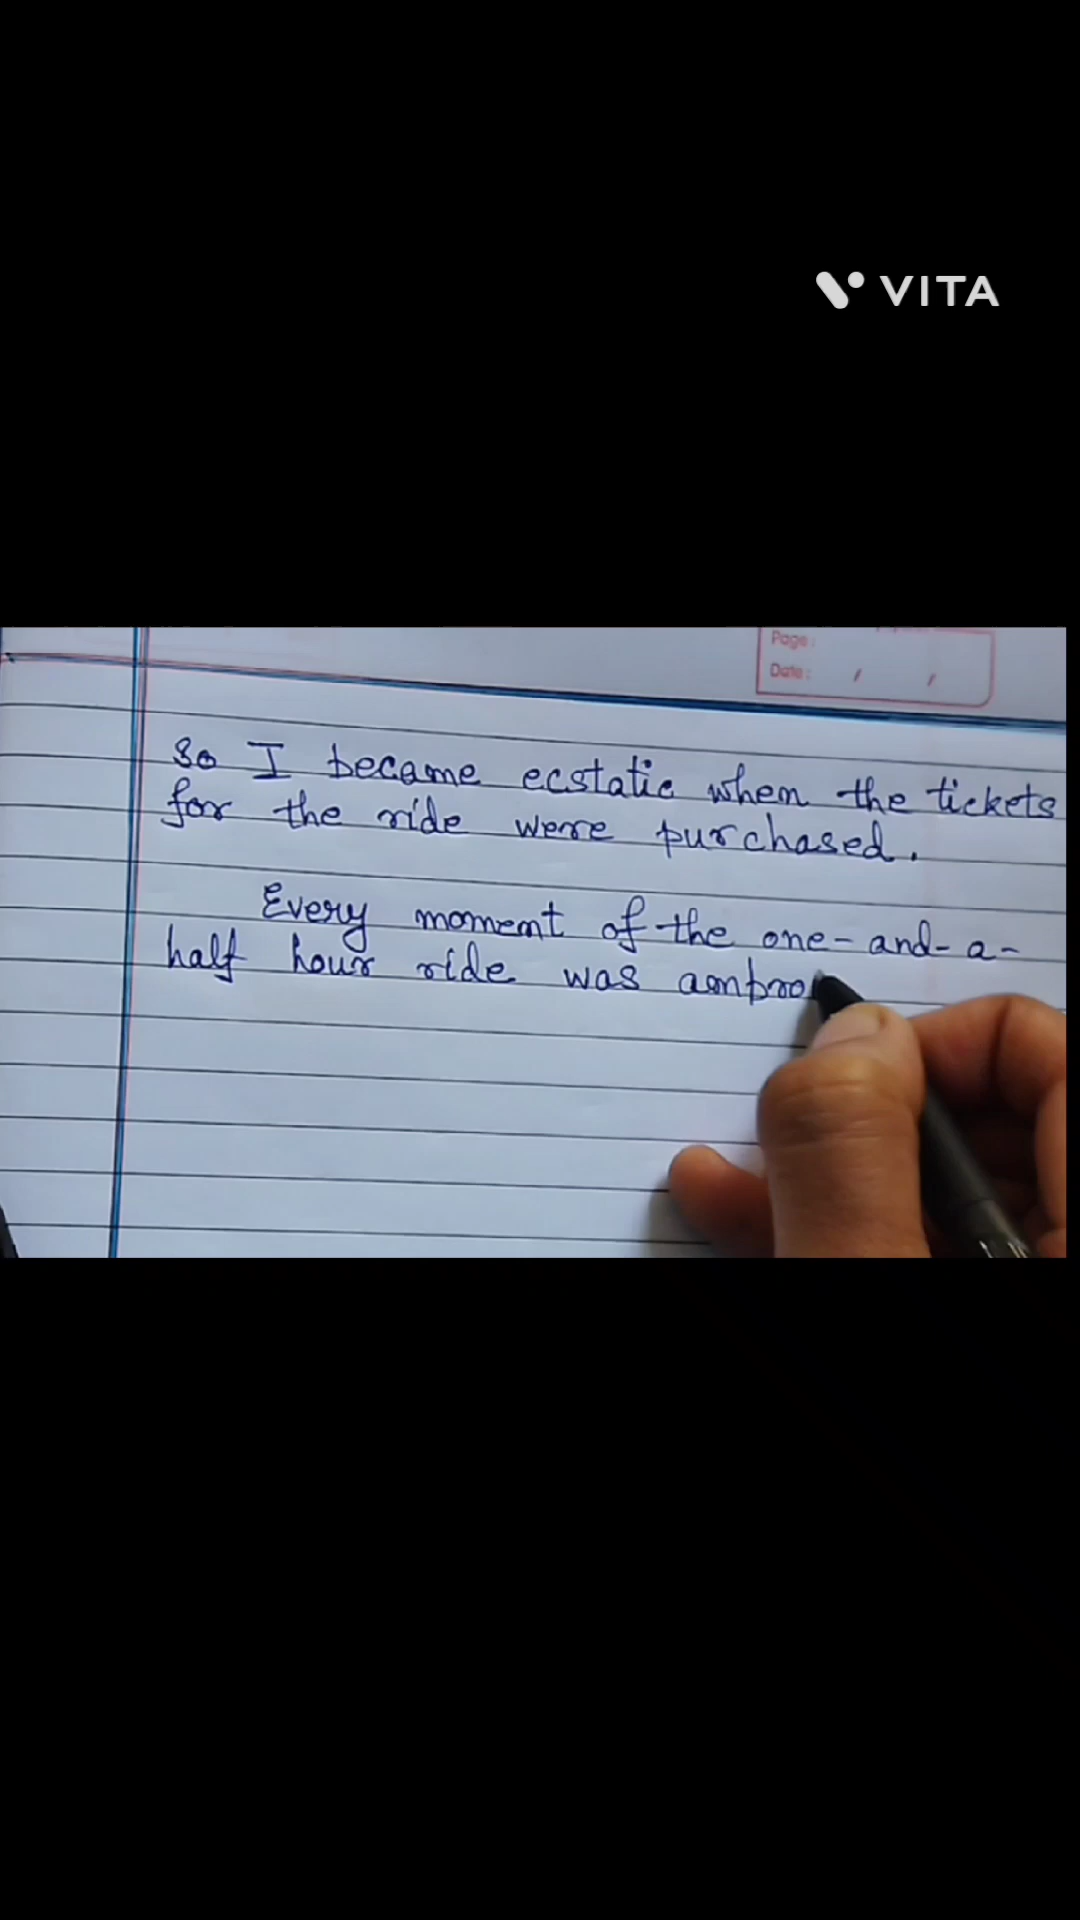 VITA
Page:
Date: / /
So I became ecstatic when the tickets
for the ride were purchased.
Every moment of the one-and-a-
half hour ride was